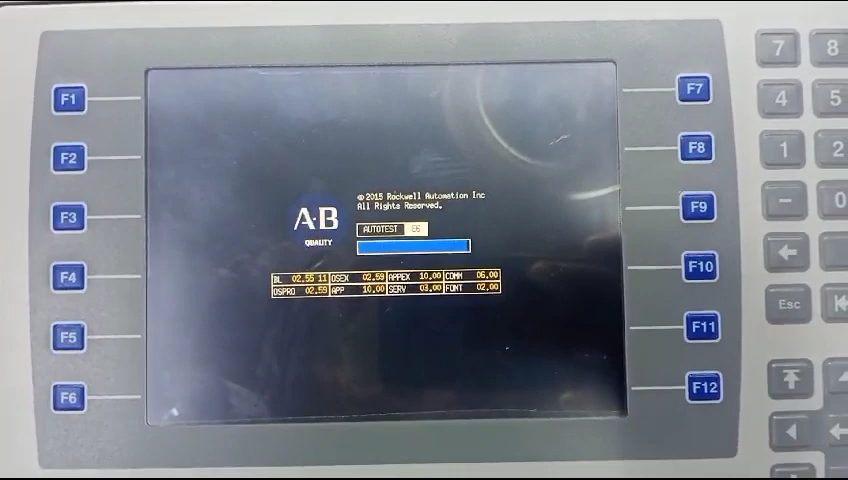 F1
F2
F3
F4
F5
F6
© 2015 Rockwell Automation Inc
All Rights Reserved.
A·B
QUALITY
AUTOTEST E6
BL 02.55 11 OSEX 02.59 APPEX 10.00 COMM 06.00
OSPRO 02.59 APP 10.00 SERV 03.00 FONT 02.00
F7
F8
F9
F10
F11
F12
7 8
4 5
1 2
- 0
Esc